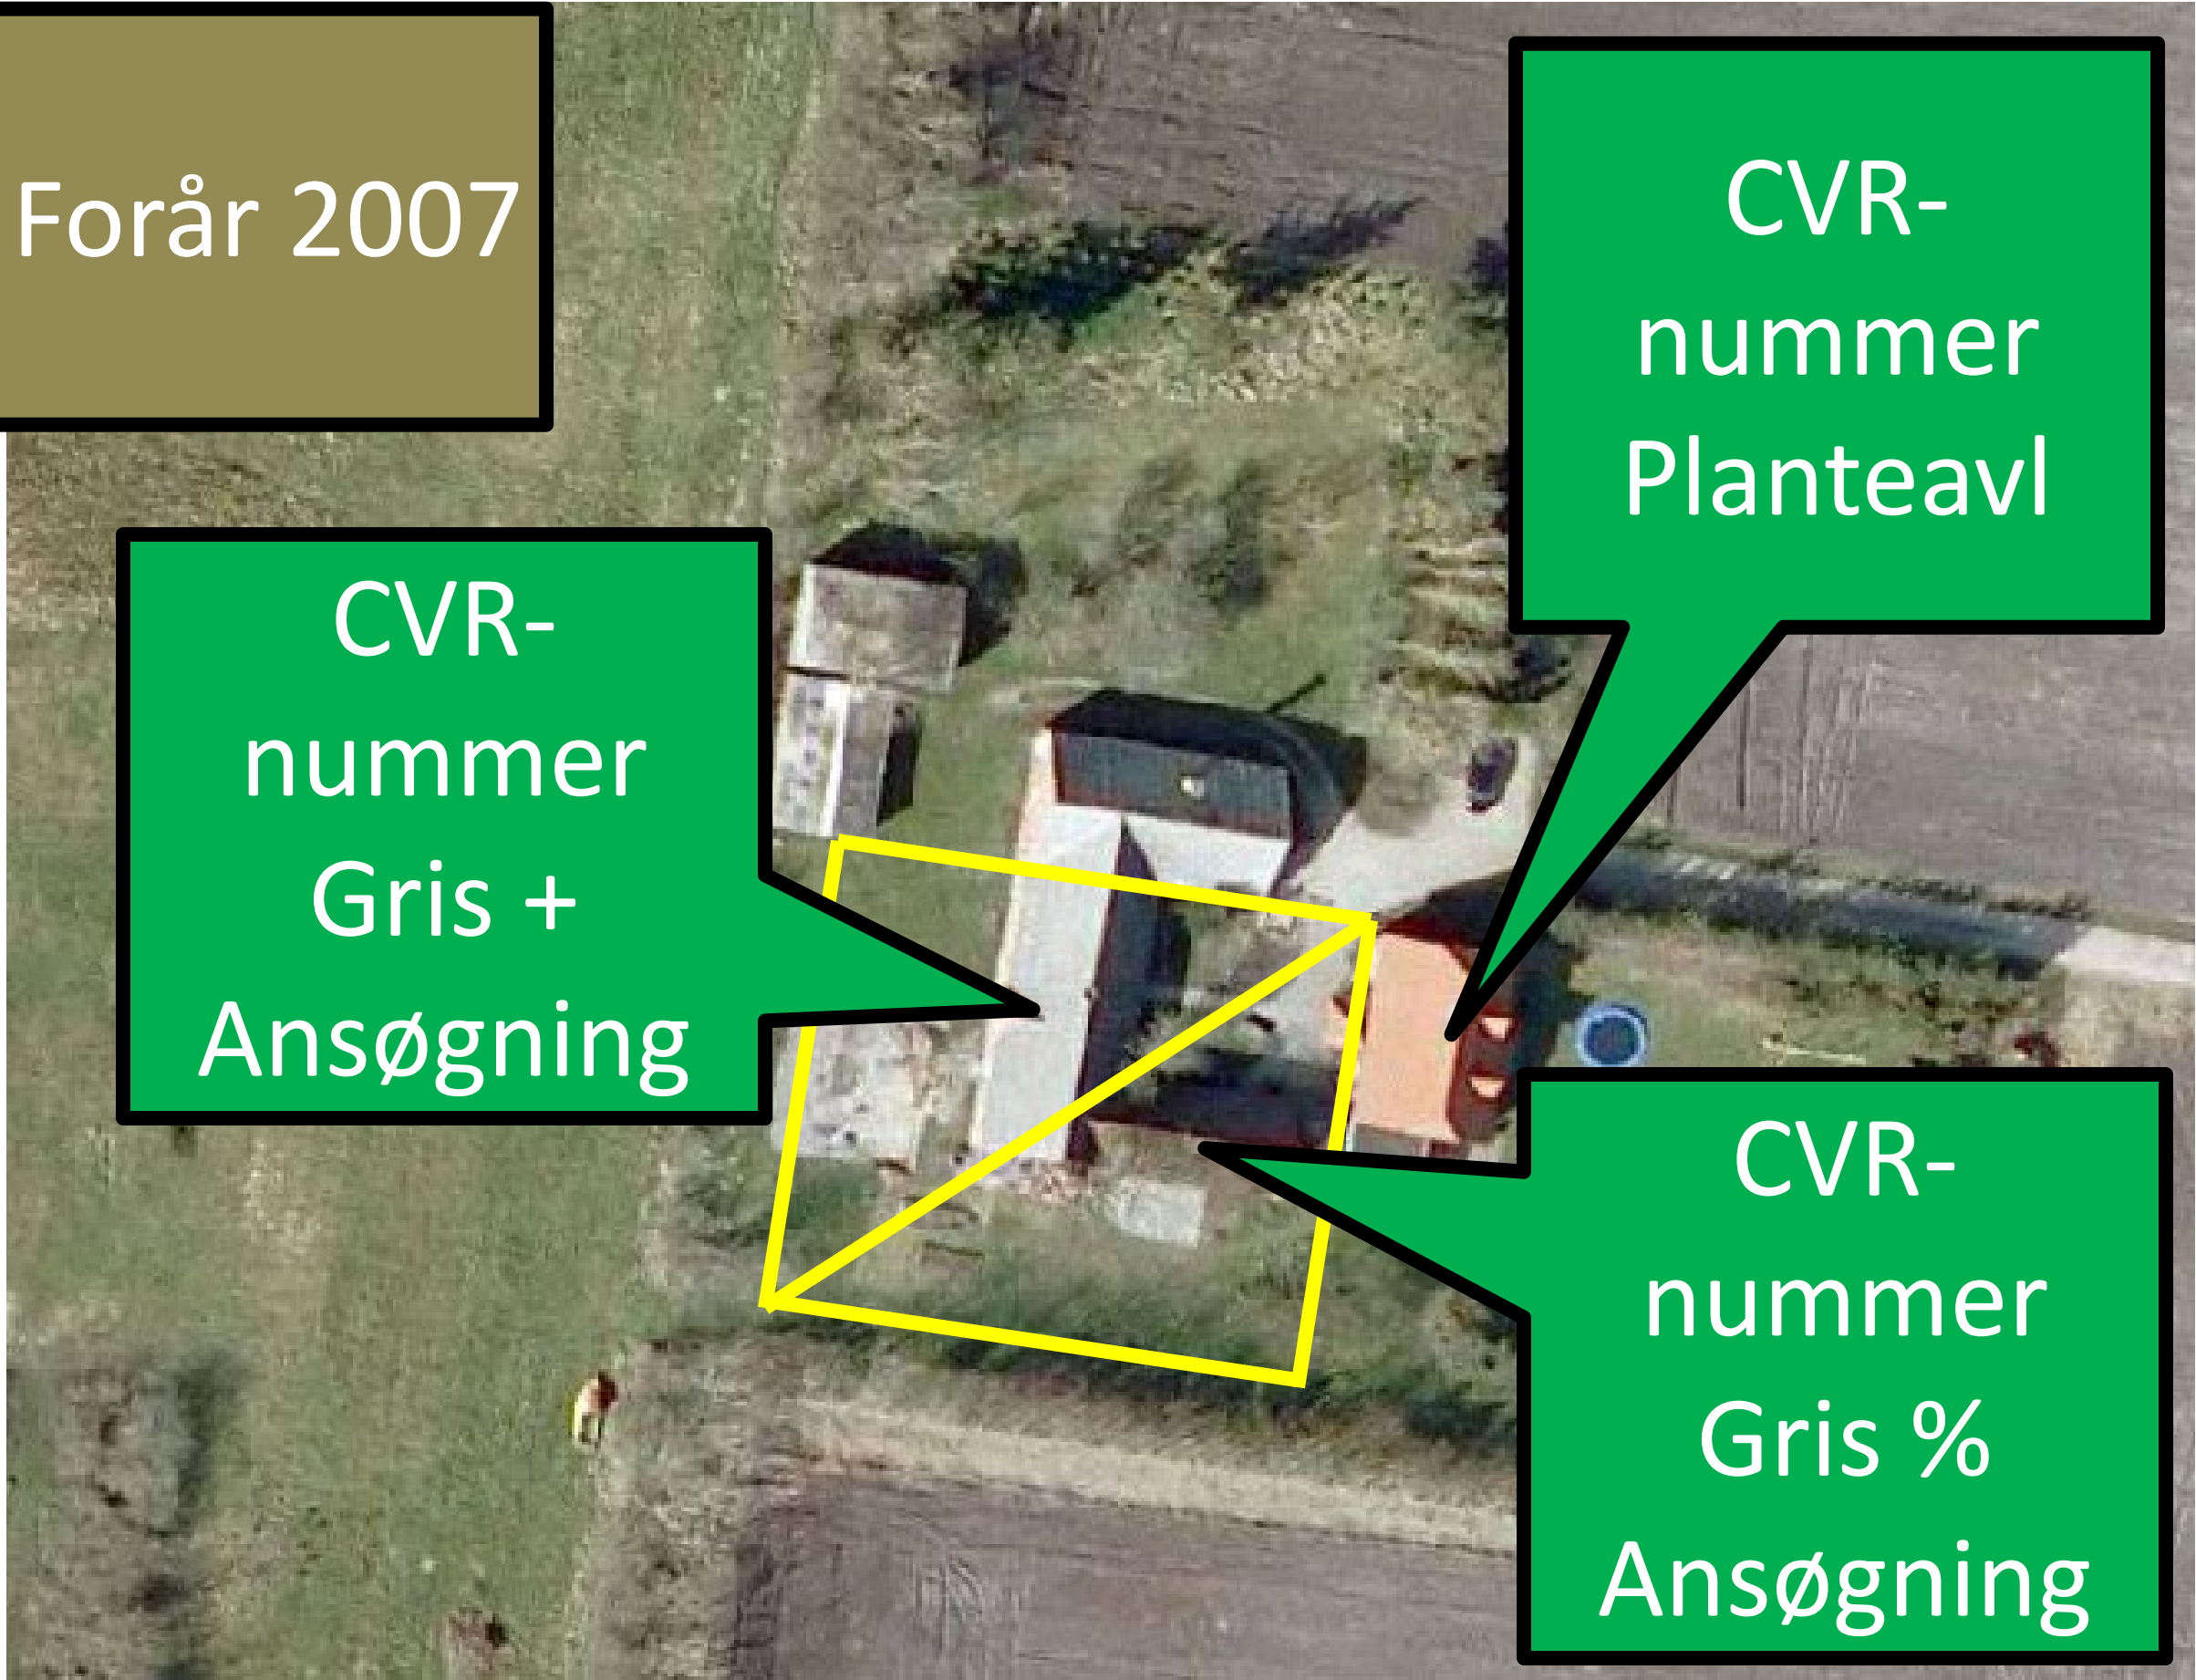 Forår 2007
CVR-
nummer
Planteavl
CVR-
nummer
Gris +
Ansøgning
CVR-
nummer
Gris %
Ansøgning